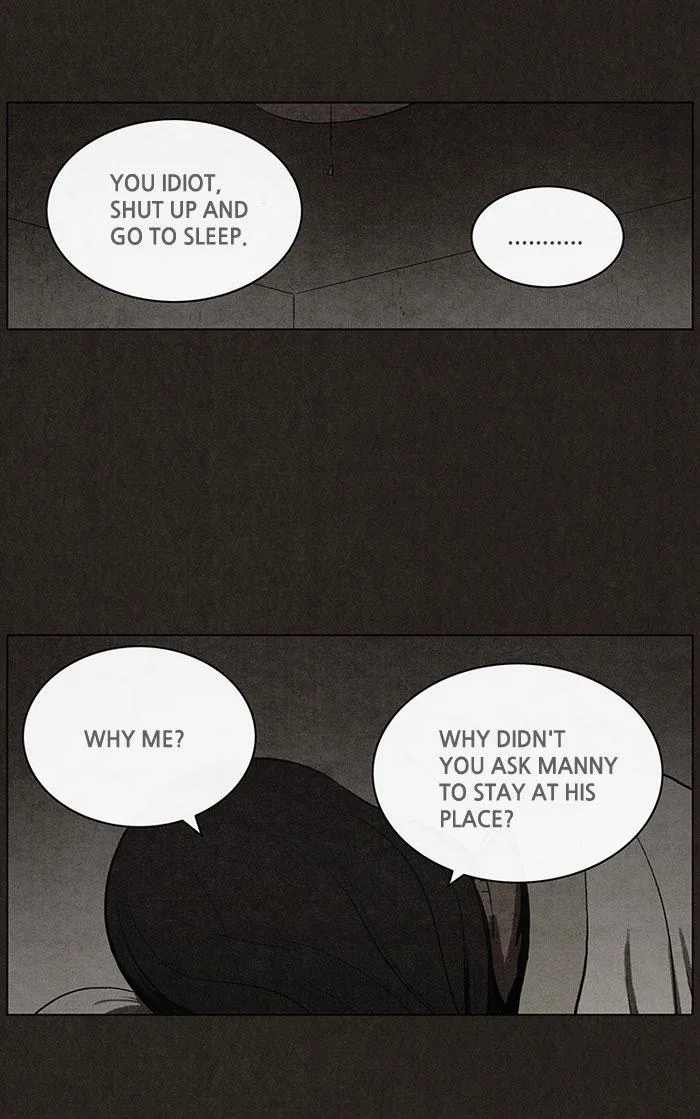 YOU IDIOT,
SHUT UP AND
GO TO SLEEP.
...........
WHY ME?
WHY DIDN'T
YOU ASK MANNY
TO STAY AT HIS
PLACE?